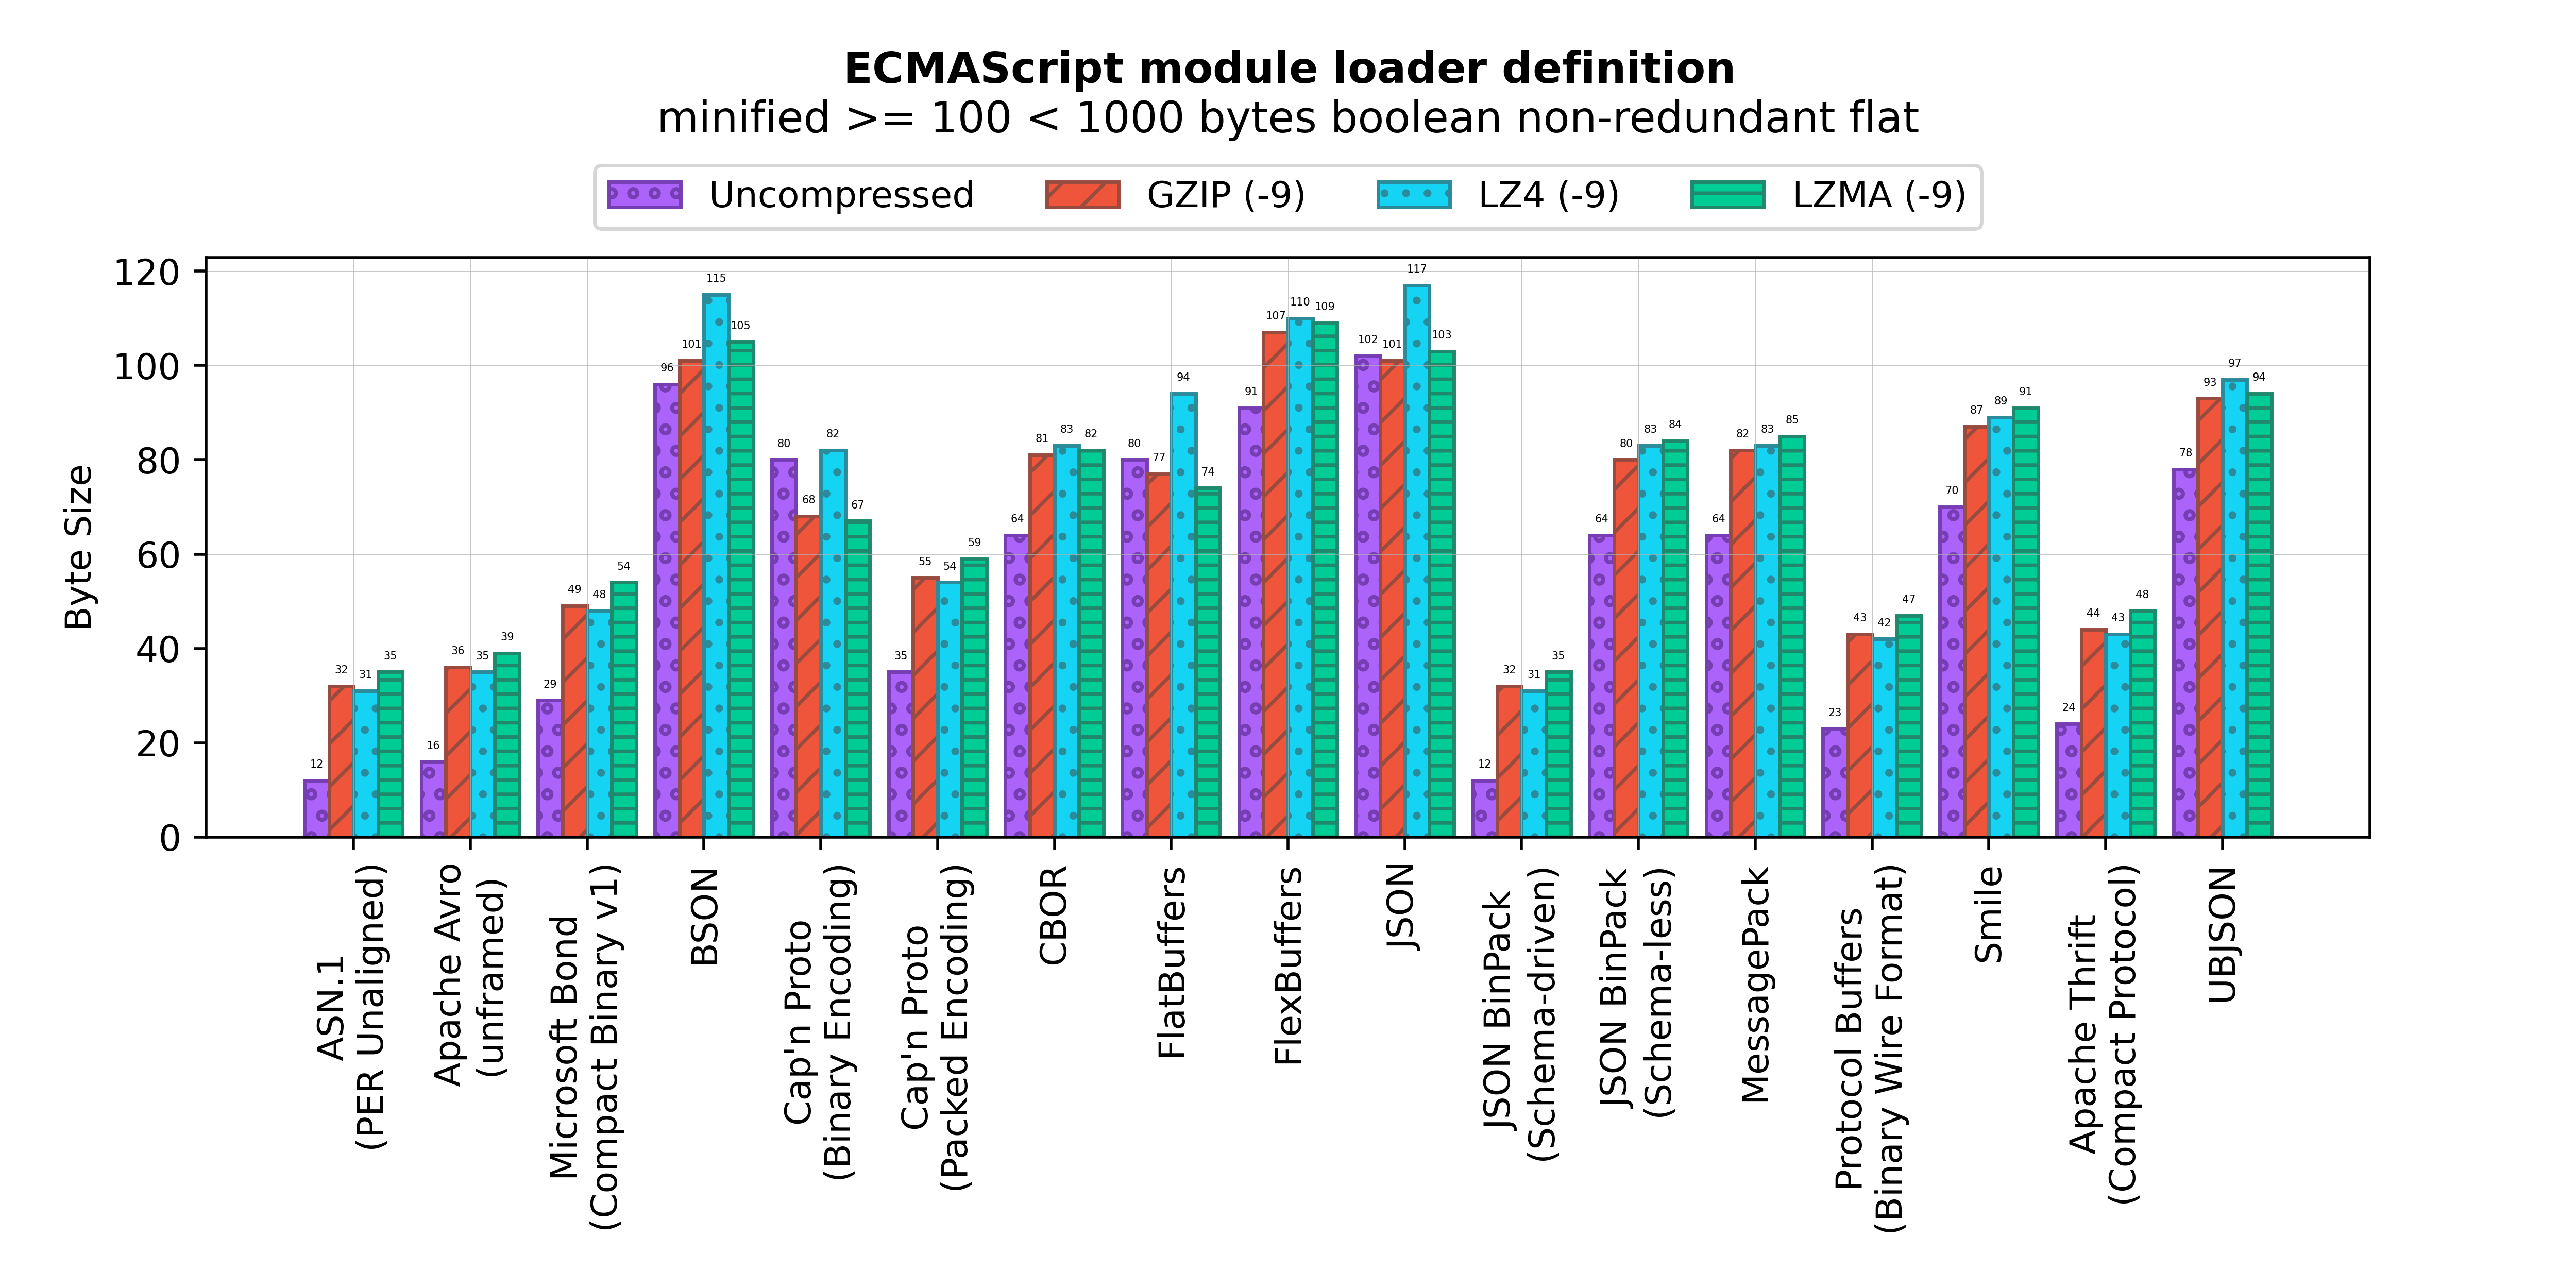 ECMAScript module loader definition
minified >= 100 < 1000 bytes boolean non-redundant flat
Uncompressed
GZIP (-9)
LZ4 (-9)
LZMA (-9)
Byte Size
120
100
80
60
40
20
0
12
32
31
35
16
36
35
39
29
49
48
54
96
101
115
105
80
68
82
67
35
55
54
59
64
81
83
82
80
77
94
74
91
107
110
109
102
101
117
103
12
32
31
35
64
80
83
84
64
82
83
85
23
43
42
47
70
87
89
91
24
44
43
48
78
93
97
94
ASN.1
(PER Unaligned)
Apache Avro
(unframed)
Microsoft Bond
(Compact Binary v1)
BSON
Cap'n Proto
(Binary Encoding)
Cap'n Proto
(Packed Encoding)
CBOR
FlatBuffers
FlexBuffers
JSON
JSON BinPack
(Schema-driven)
JSON BinPack
(Schema-less)
MessagePack
Protocol Buffers
(Binary Wire Format)
Smile
Apache Thrift
(Compact Protocol)
UBJSON